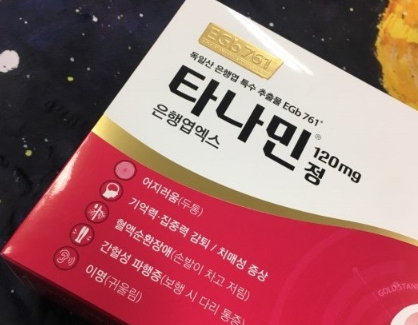 EGb 761
독일산 은행엽 특수 추출물 EGb 761®
타나민® 정 120mg
은행엽엑스
어지러움(두통)
기억력·집중력 감퇴 / 치매성 증상
혈액순환장애(손발이 차고 저림)
간헐성 파행증(보행 시 다리 통증)
이명(귀울림)